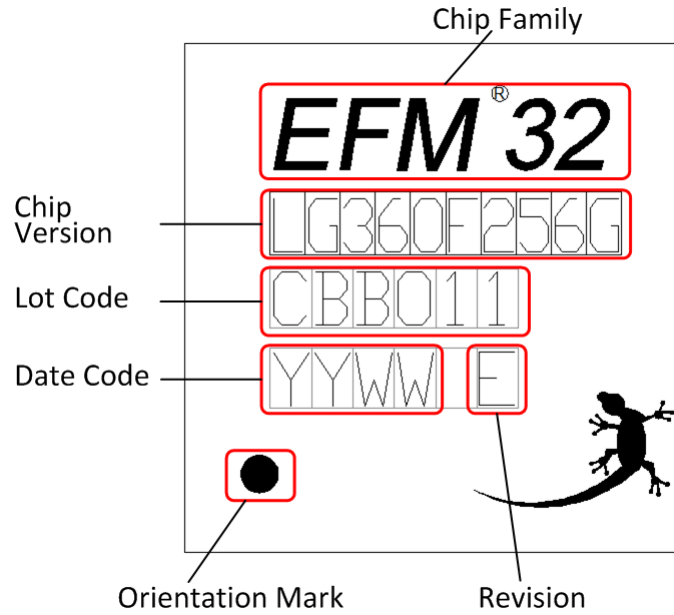 Chip Family
EFM®32
Chip
Version
LG360F256G
Lot Code
CBB011
Date Code
YYWW E
Orientation Mark
Revision